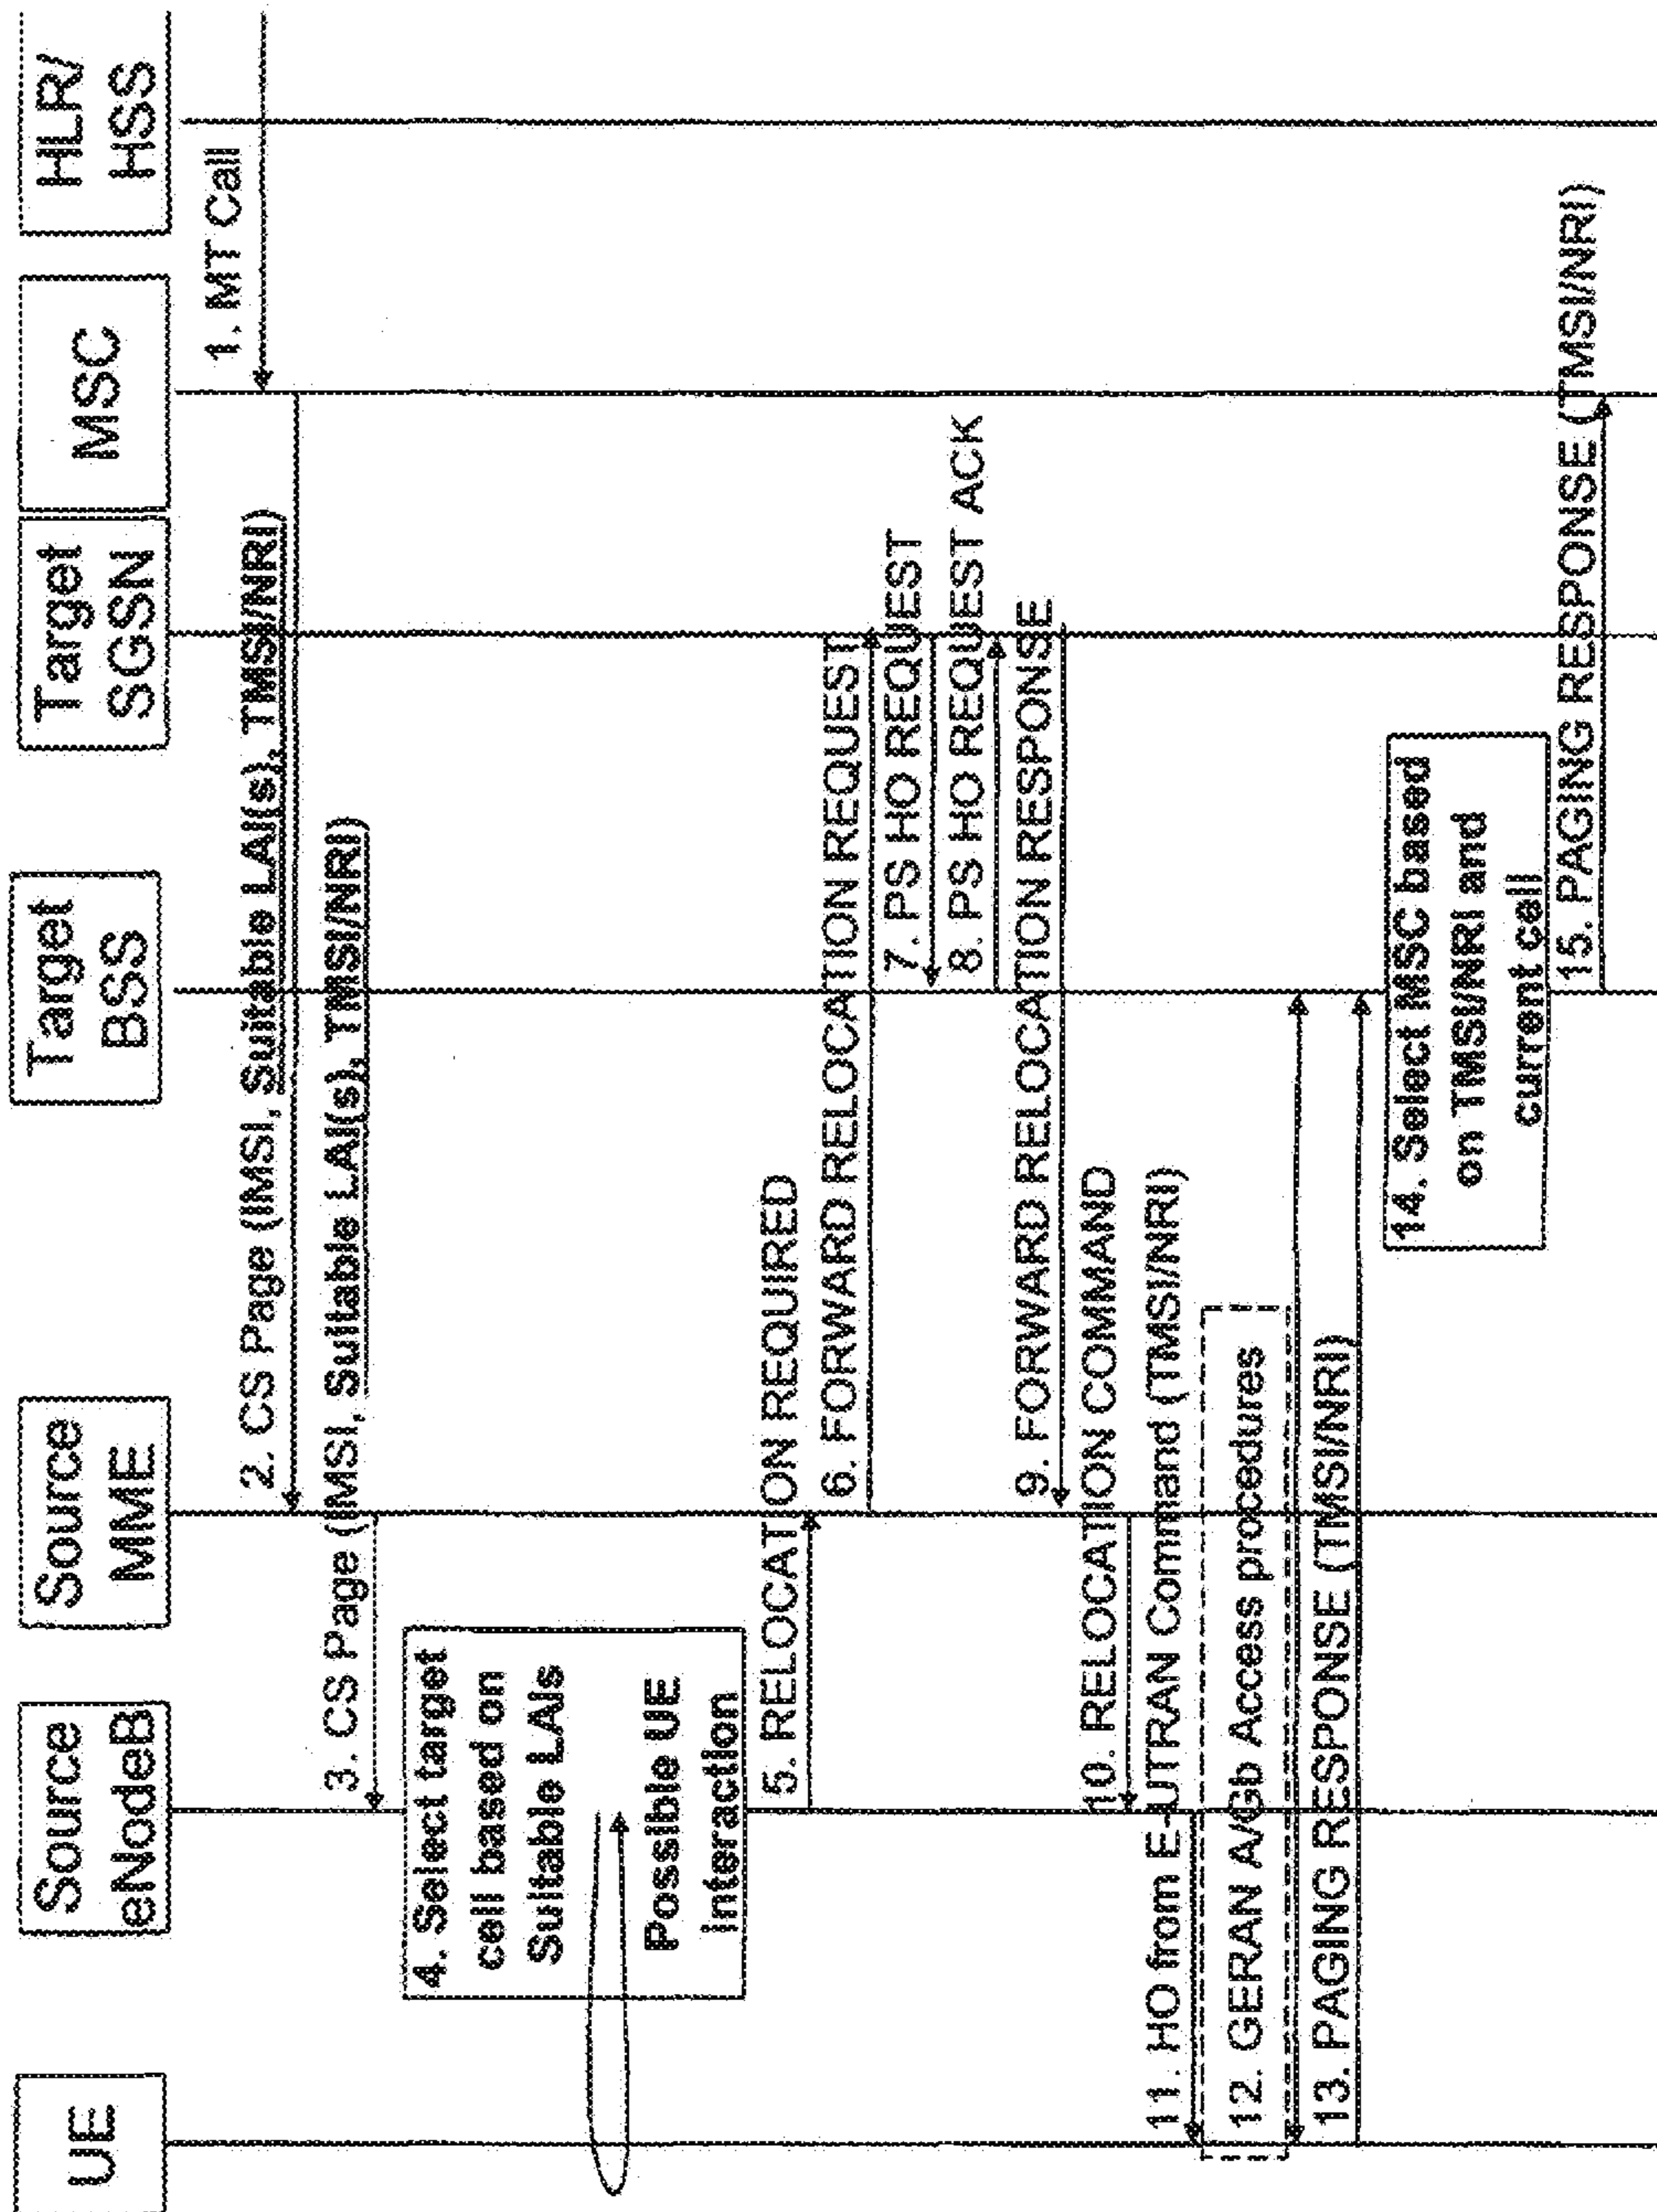 UE
Source
eNodeB
Source
MME
Target
BSS
Target
SGSN
MSC
HLR/
HSS
1. MT Call
2. CS Page (IMSI, Suitable LAI(s), TMSI/NRI)
3. CS Page (IMSI, Suitable LAI(s), TMSI/NRI)
4. Select target
cell based on
Suitable LAIs
Possible UE
interaction
5. RELOCATION REQUIRED
6. FORWARD RELOCATION REQUEST
7. PS HO REQUEST
8. PS HO REQUEST ACK
9. FORWARD RELOCATION RESPONSE
10. RELOCATION COMMAND
11. HO from E-UTRAN Command (TMSI/NRI)
12. GERAN A/Gb Access procedures
13. PAGING RESPONSE (TMSI/NRI)
14. Select MSC based
on TMSI/NRI and
current cell
15. PAGING RESPONSE (TMSI/NRI)